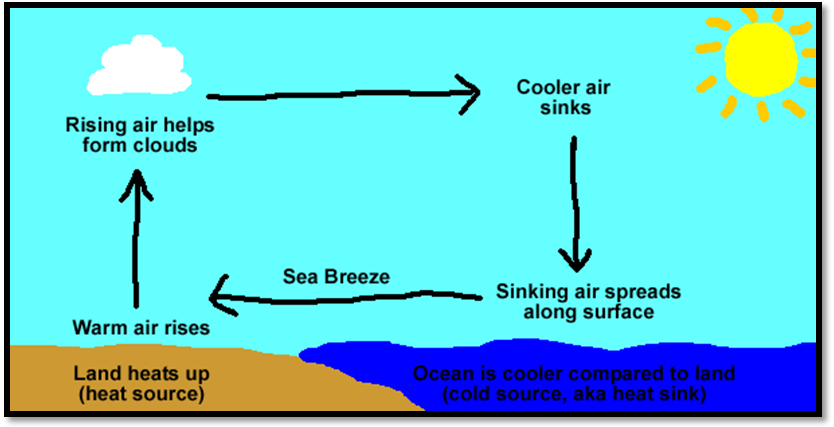 Rising air helps
form clouds
Cooler air
sinks
Sea Breeze
Sinking air spreads
along surface
Warm air rises
Land heats up
(heat source)
Ocean is cooler compared to land
(cold source, aka heat sink)